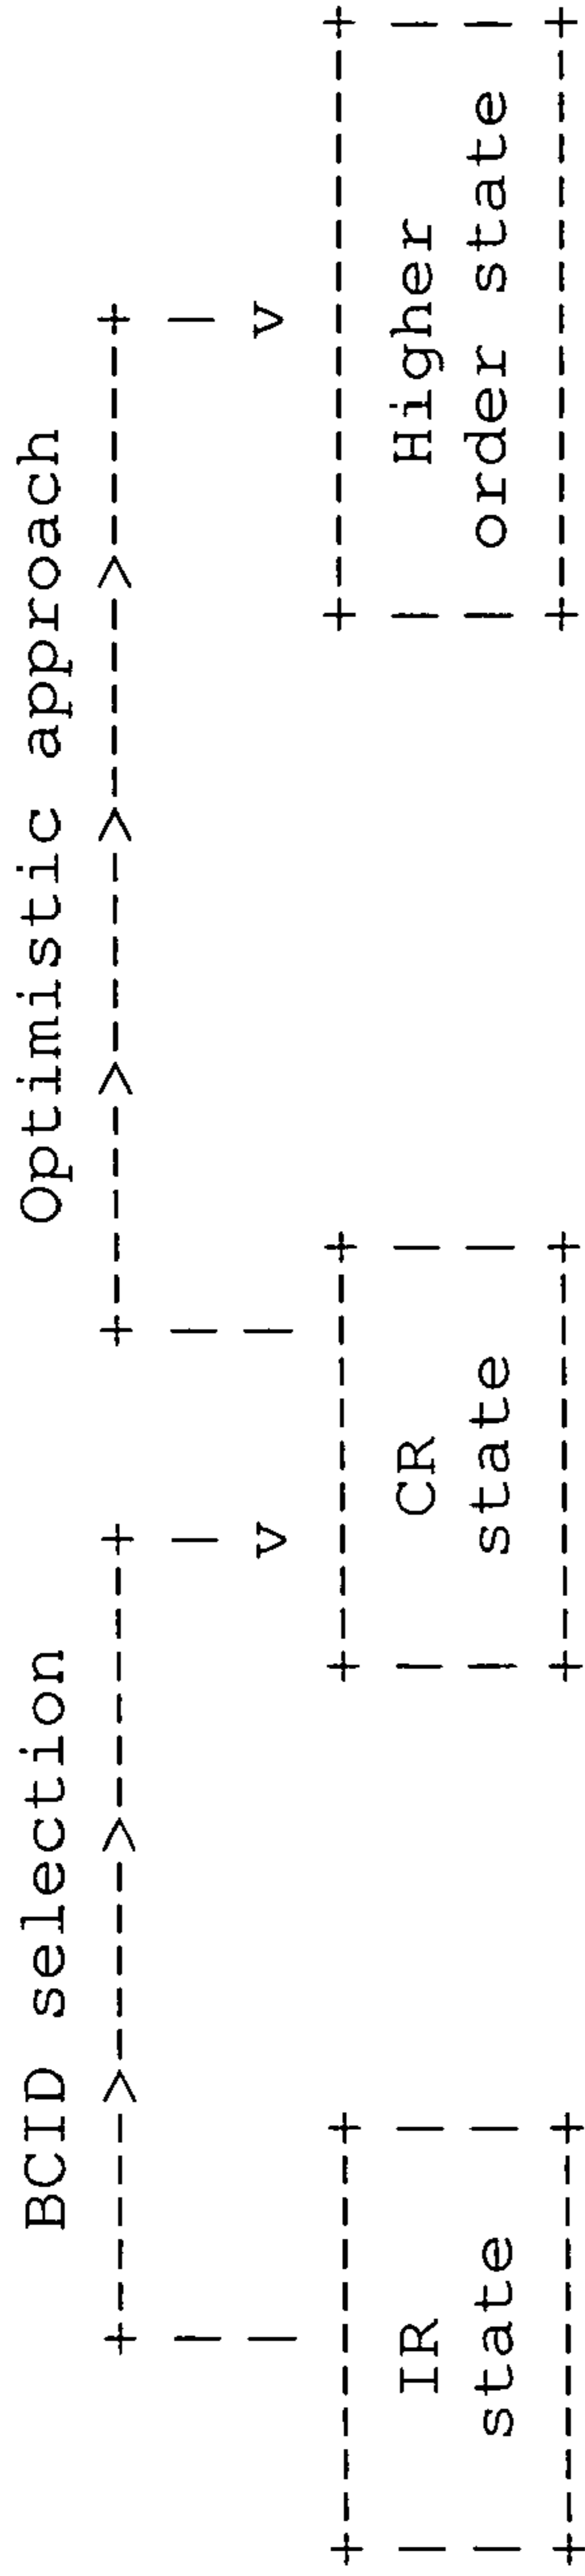 BCID selection          Optimistic approach
+----->---->----+     +----->---->---->----+
|               v     |                    v
+---------+     +---------+     +--------------+
|   IR    |     |   CR    |     |    Higher    |
|  state  |     |  state  |     | order state  |
+---------+     +---------+     +--------------+